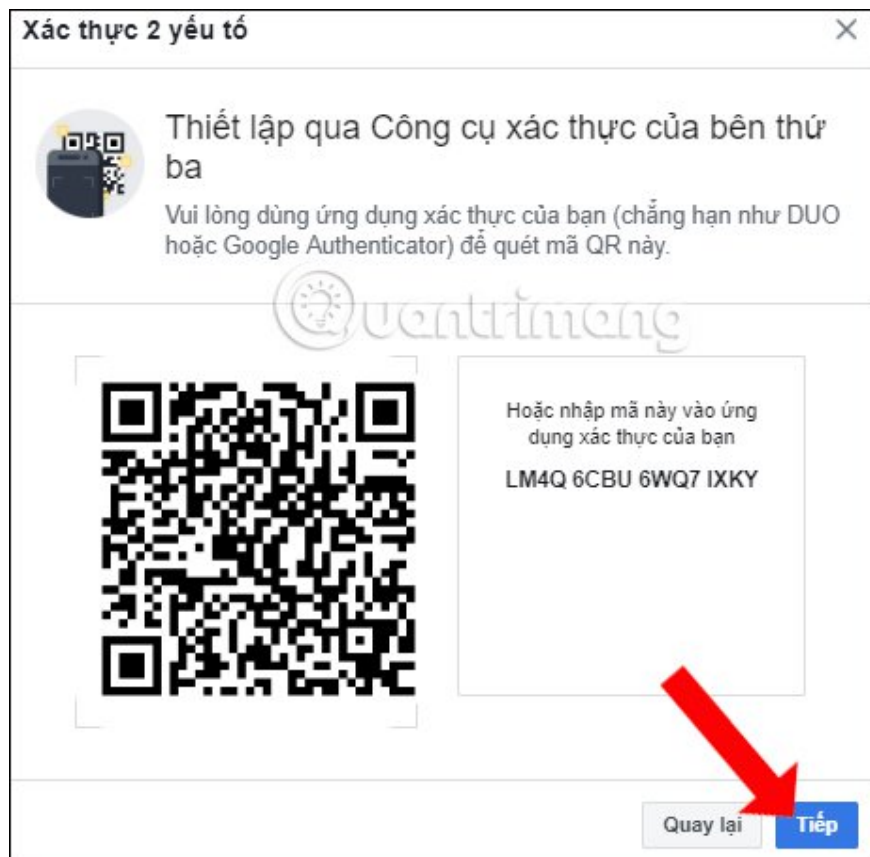 Xác thực 2 yếu tố
Thiết lập qua Công cụ xác thực của bên thứ
ba
Vui lòng dùng ứng dụng xác thực của bạn (chẳng hạn như DUO
hoặc Google Authenticator) để quét mã QR này.
Quantrimang
Hoặc nhập mã này vào ứng
dụng xác thực của bạn
LM4Q 6CBU 6WQ7 IXKY
Quay lại
Tiếp